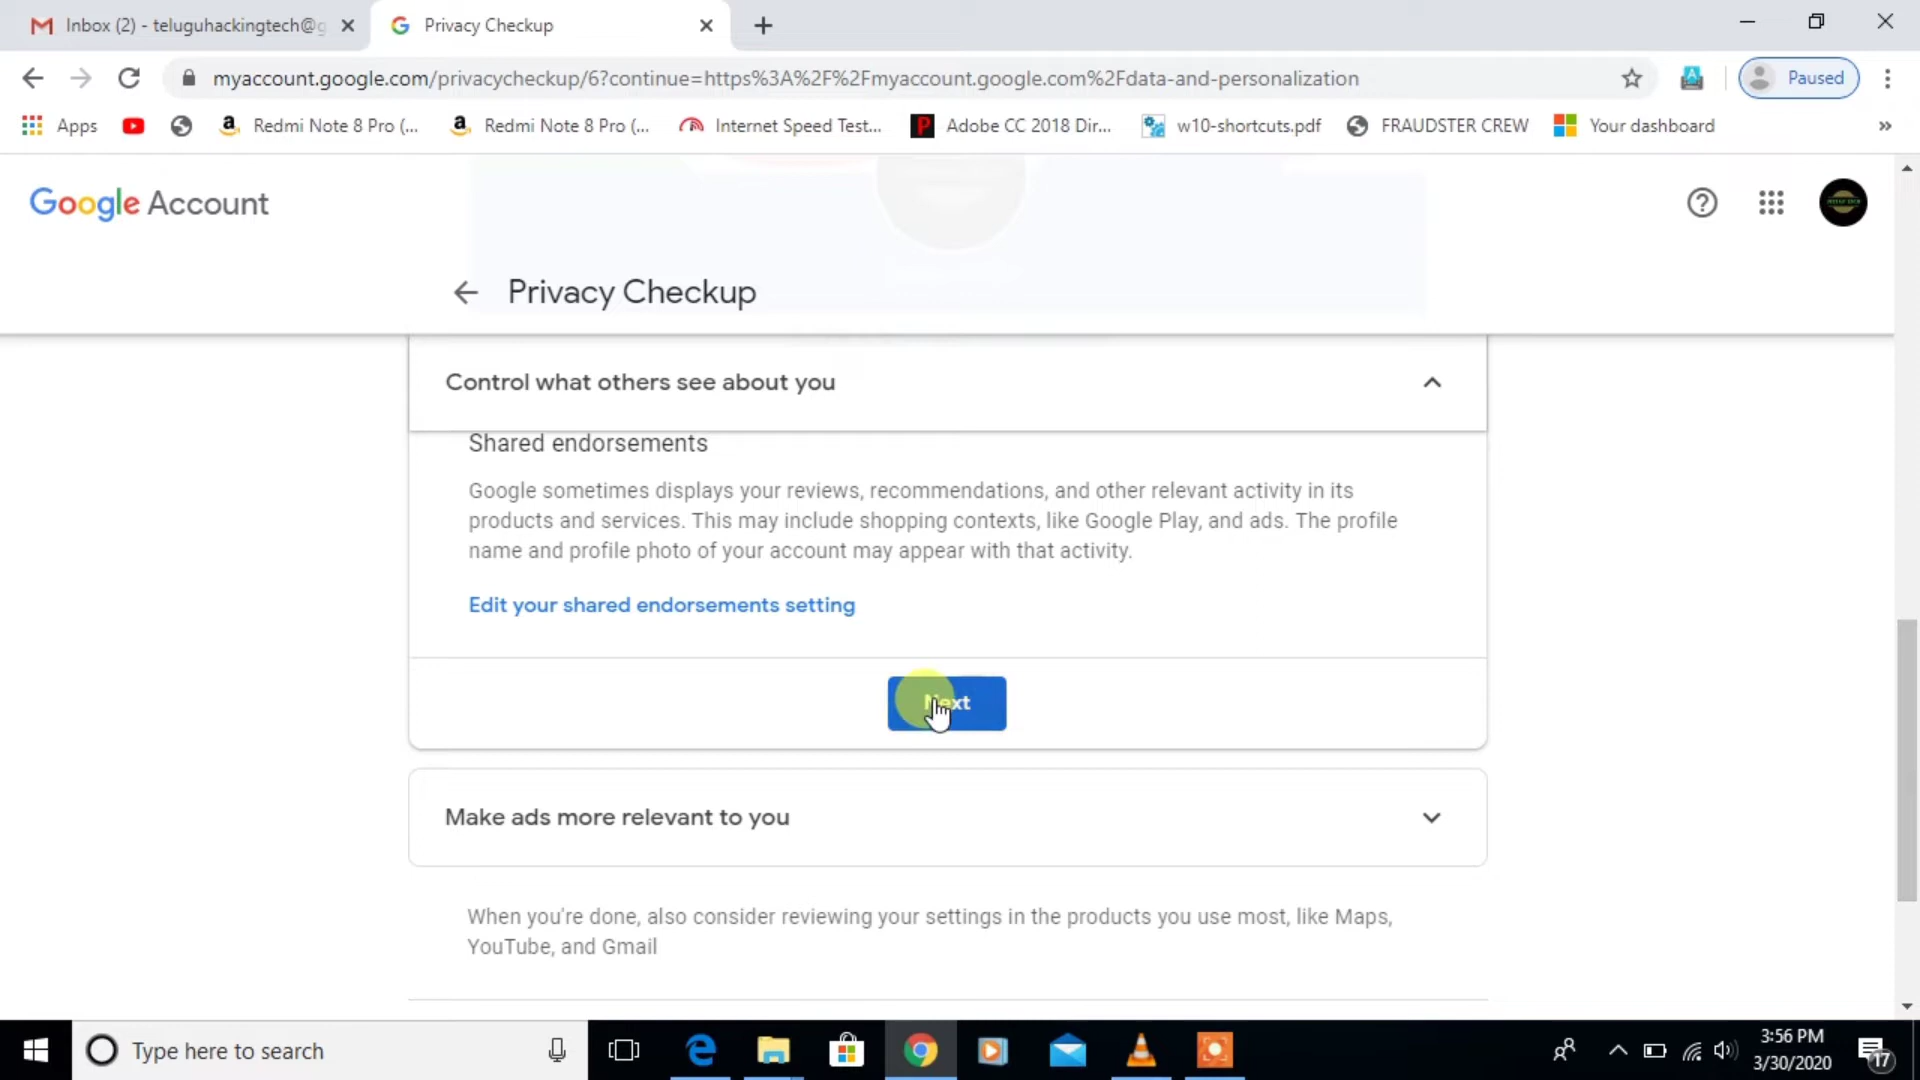 Inbox (2) - teluguhackingtech@g
Privacy Checkup
myaccount.google.com/privacycheckup/6?continue=https%3A%2F%2Fmyaccount.google.com%2Fdata-and-personalization
Paused
Apps
Redmi Note 8 Pro (...
Redmi Note 8 Pro (...
Internet Speed Test...
Adobe CC 2018 Dir...
w10-shortcuts.pdf
FRAUDSTER CREW
Your dashboard
Google Account
Privacy Checkup
Control what others see about you
Shared endorsements
Google sometimes displays your reviews, recommendations, and other relevant activity in its
products and services. This may include shopping contexts, like Google Play, and ads. The profile
name and profile photo of your account may appear with that activity.
Edit your shared endorsements setting
Next
Make ads more relevant to you
When you're done, also consider reviewing your settings in the products you use most, like Maps,
YouTube, and Gmail
Type here to search
3:56 PM
3/30/2020
17